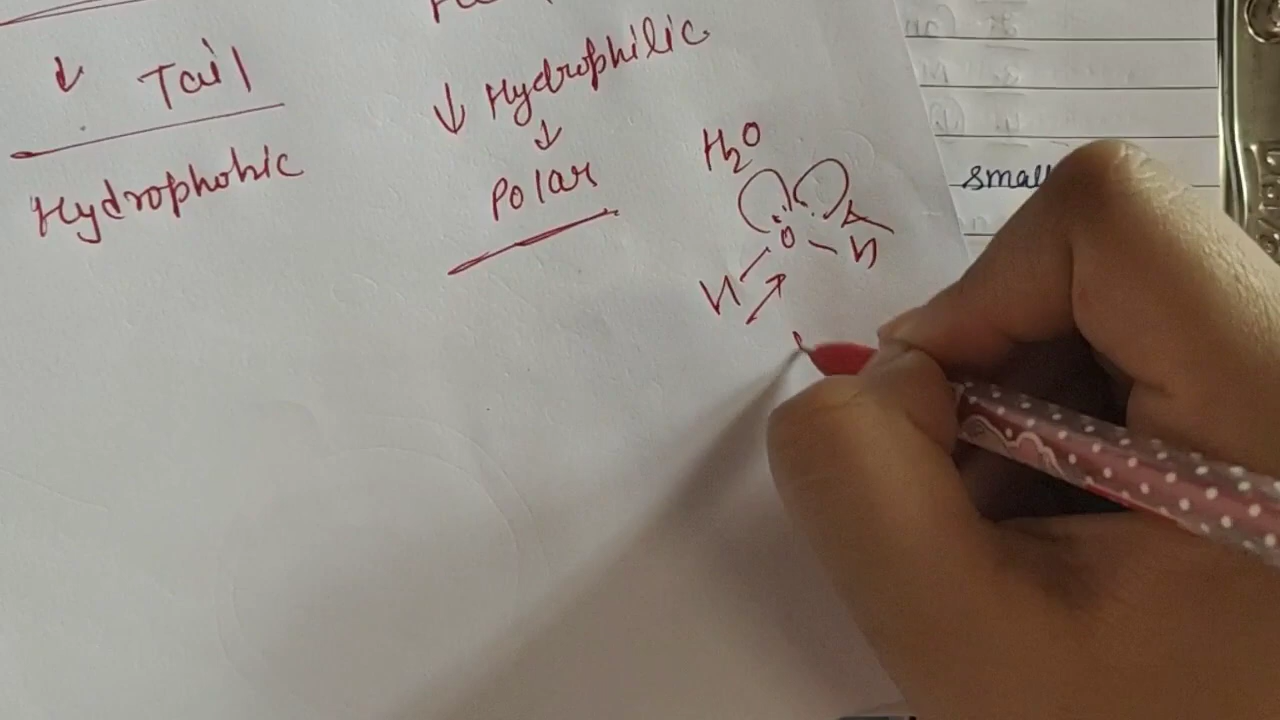 ↓ Tail
Hydrophobic
↓ Hydrophilic
↓
Polar
H₂O
O
H
H
small